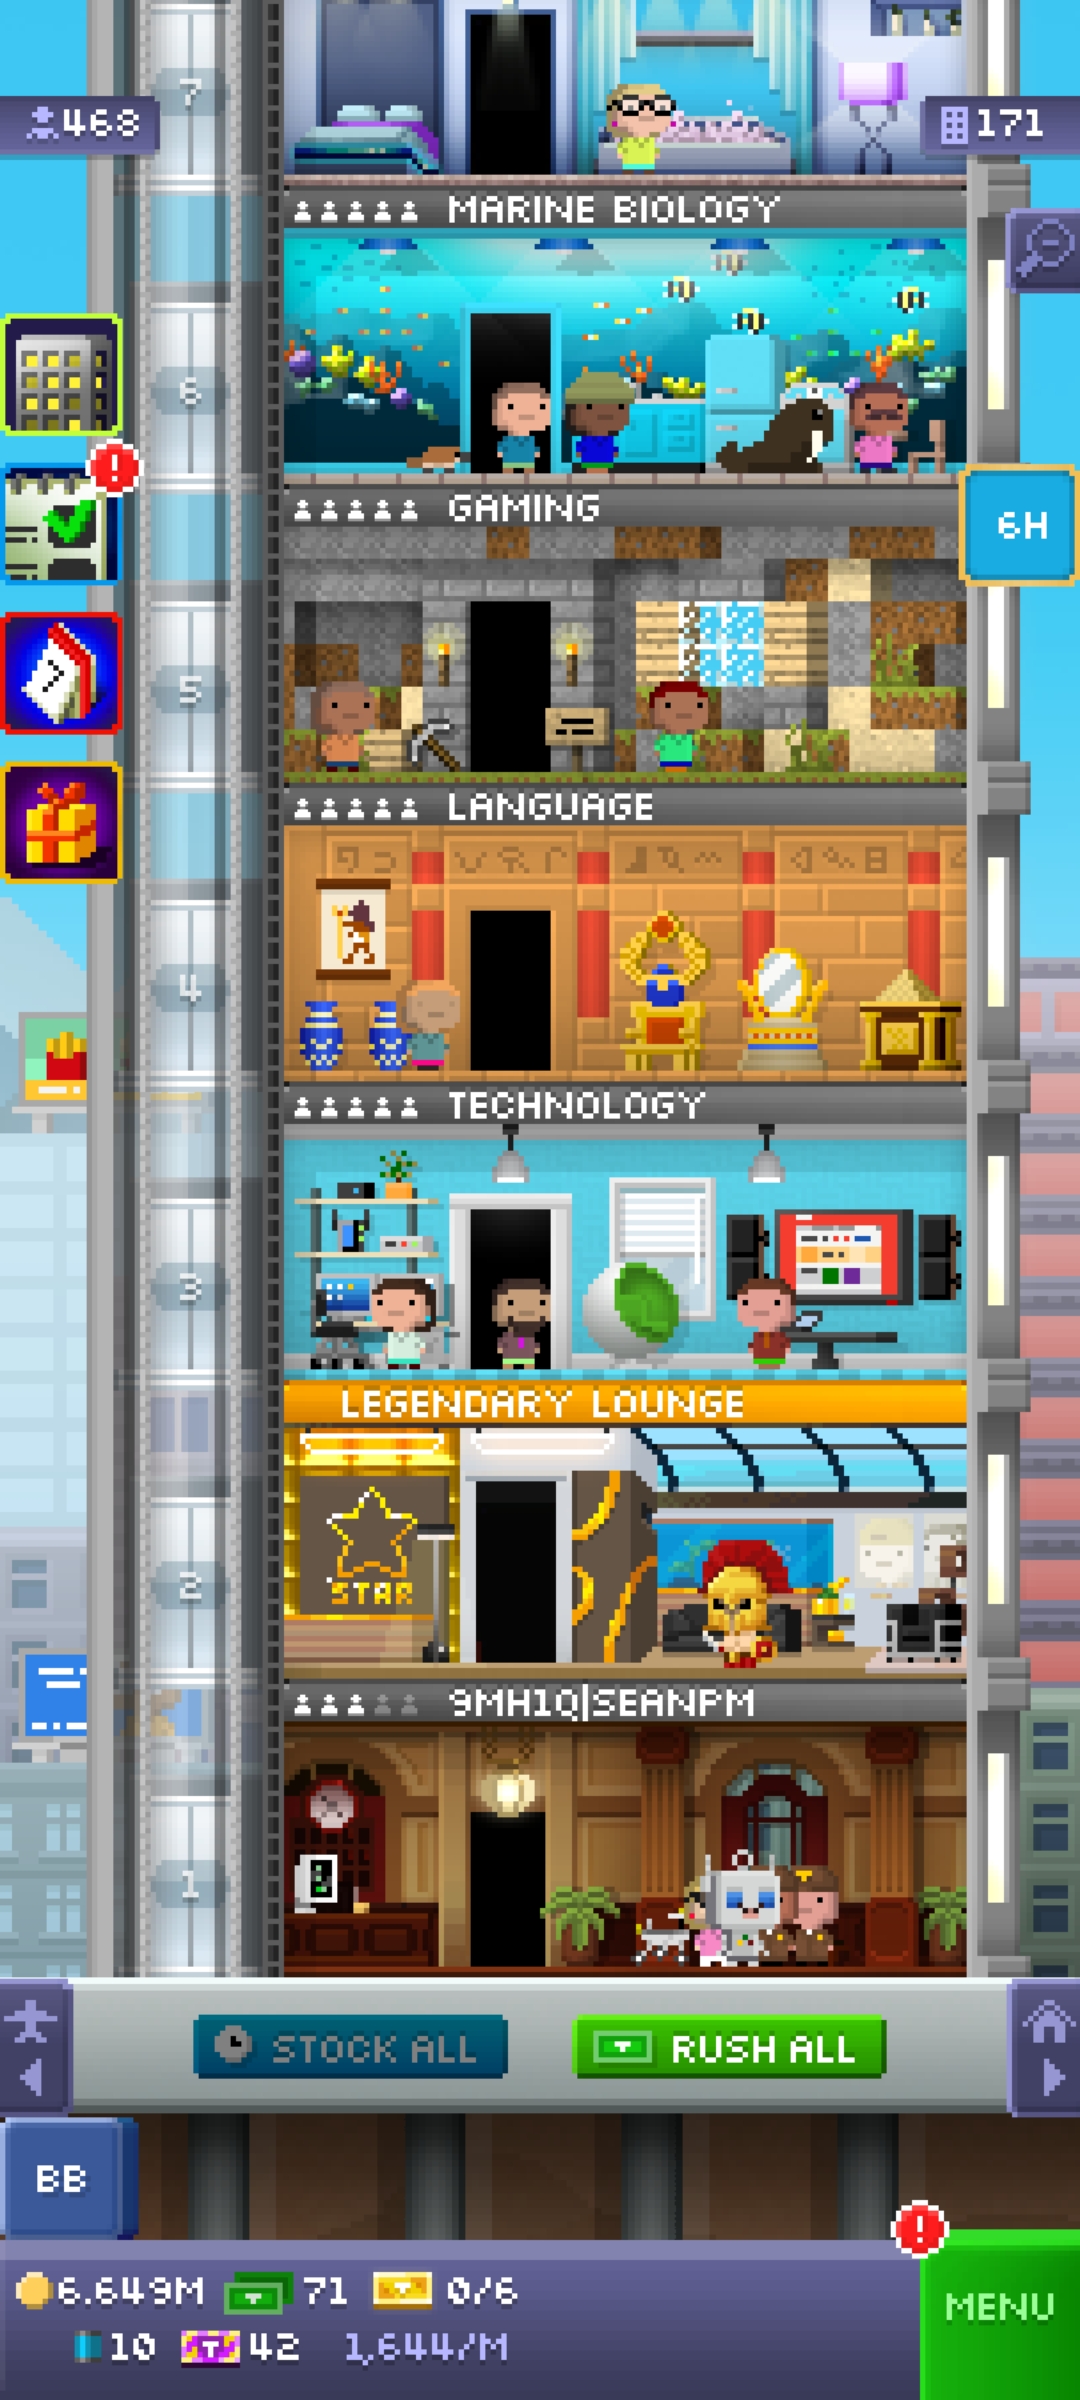 7
468
171
MARINE BIOLOGY
6
GAMING
6H
5
LANGUAGE
4
TECHNOLOGY
3
LEGENDARY LOUNGE
STAR
2
9MH1Q|SEANPM
1
STOCK ALL
RUSH ALL
BB
6.649M 71 0/6
10 42 1,644/M
MENU